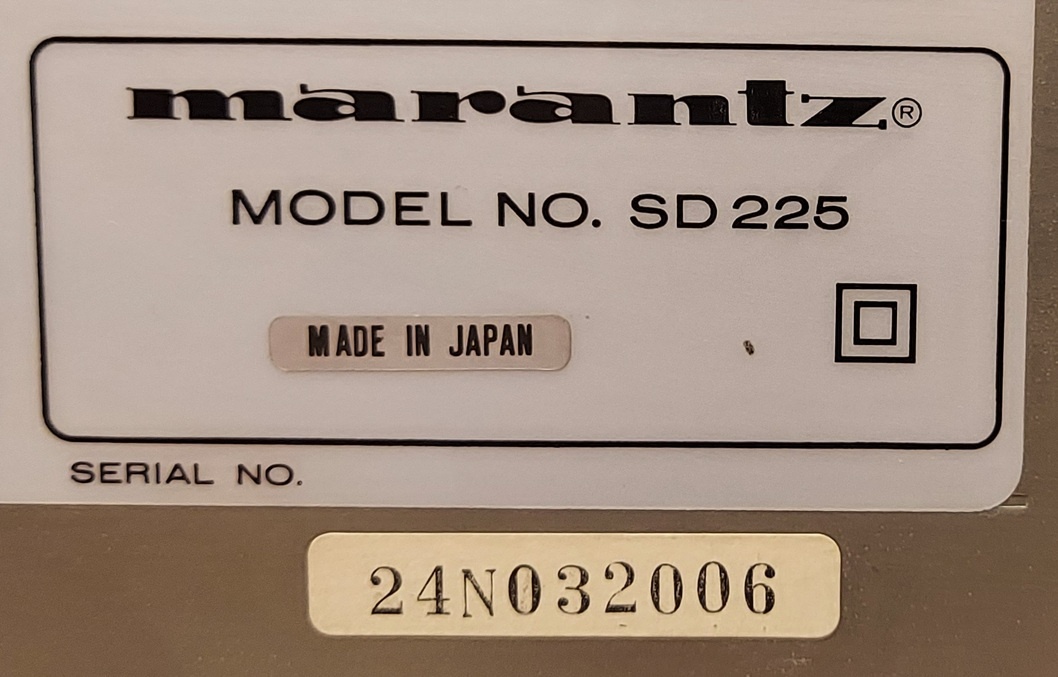 marantz®
MODEL NO. SD 225
MADE IN JAPAN
SERIAL NO.
24N032006